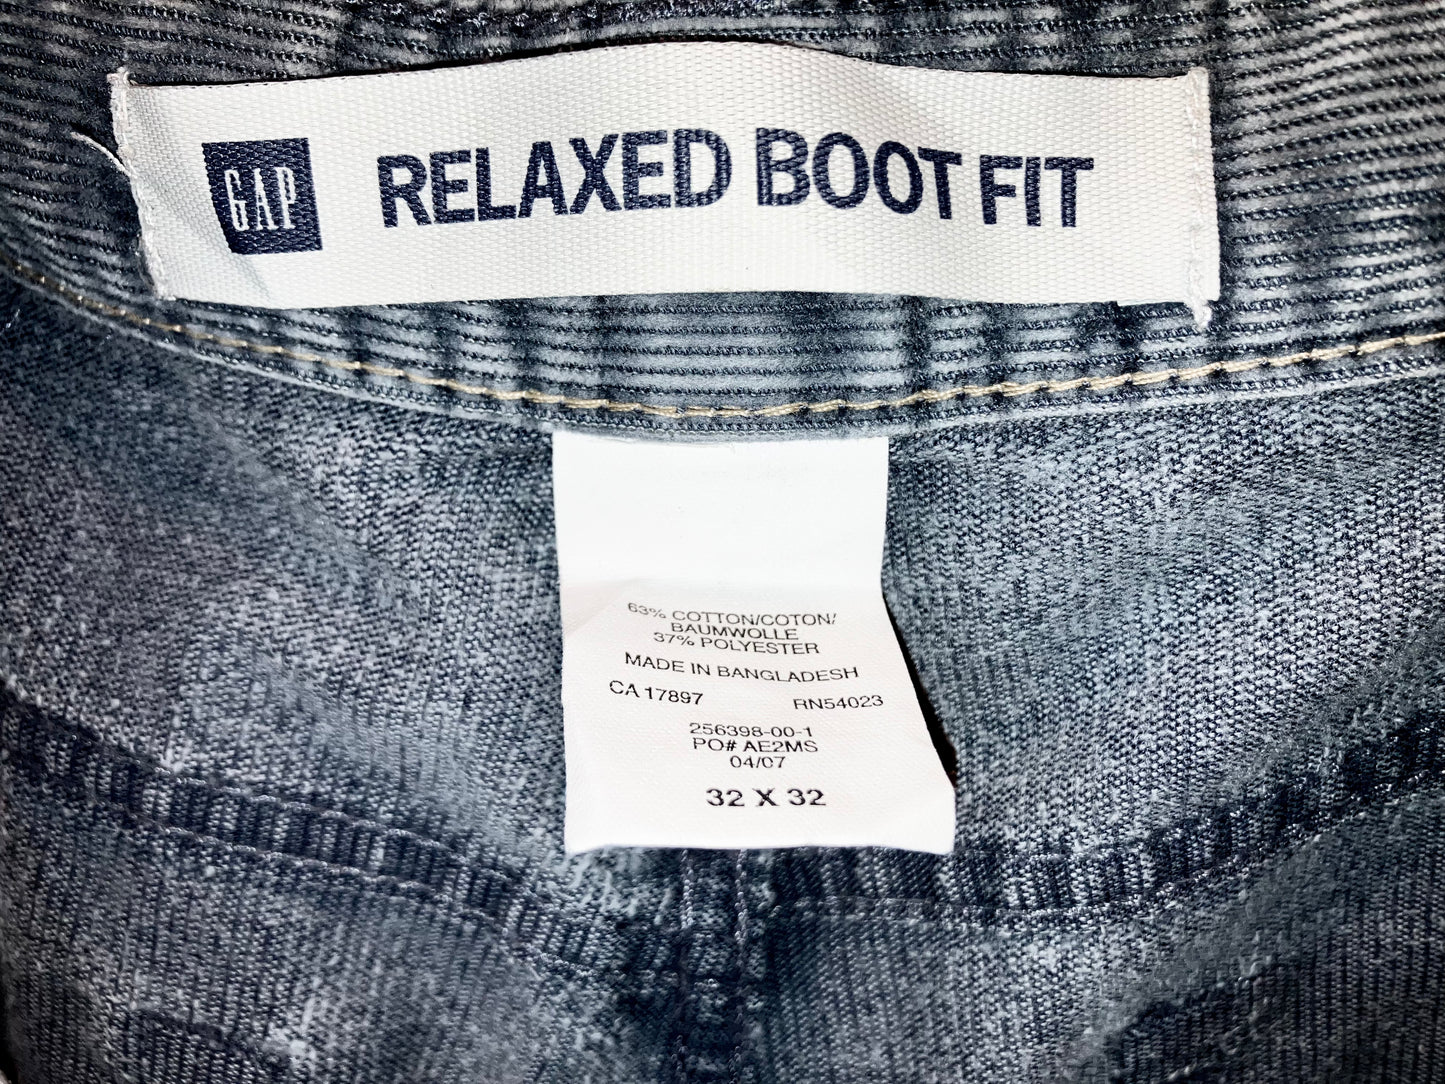 GAP RELAXED BOOT FIT
63% COTTON/COTON/
BAUMWOLLE
37% POLYESTER
MADE IN BANGLADESH
CA 17897 RN54023
256398-00-1
PO# AE2MS
04/07
32 X 32